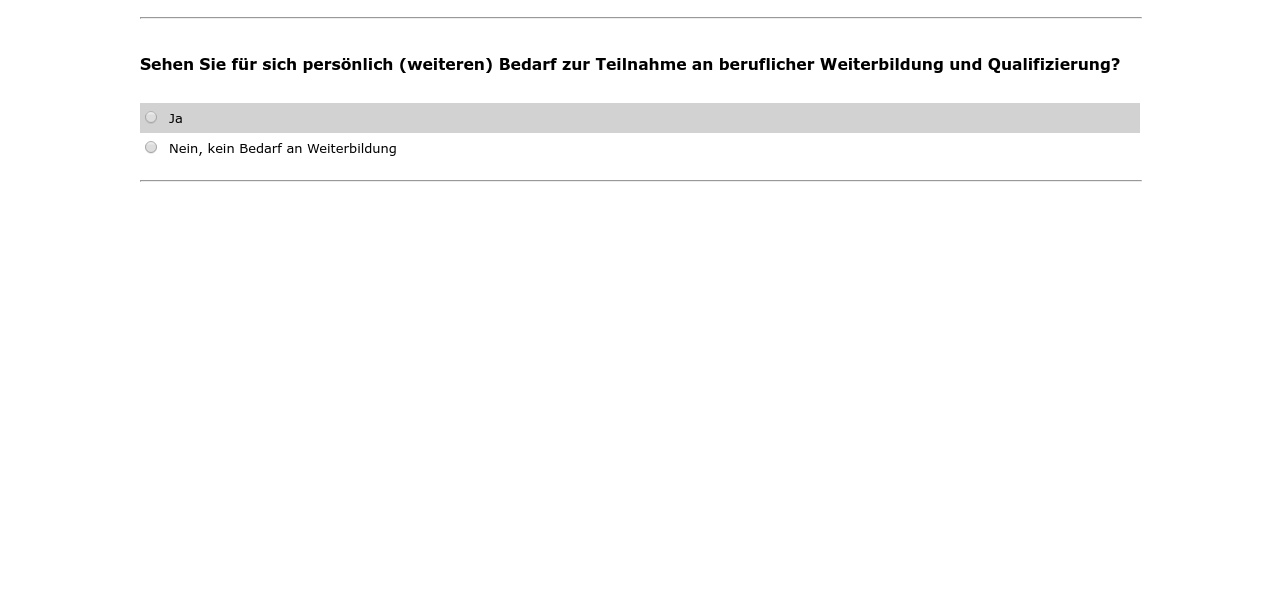 Sehen Sie für sich persönlich (weiteren) Bedarf zur Teilnahme an beruflicher Weiterbildung und Qualifizierung?
Ja
Nein, kein Bedarf an Weiterbildung